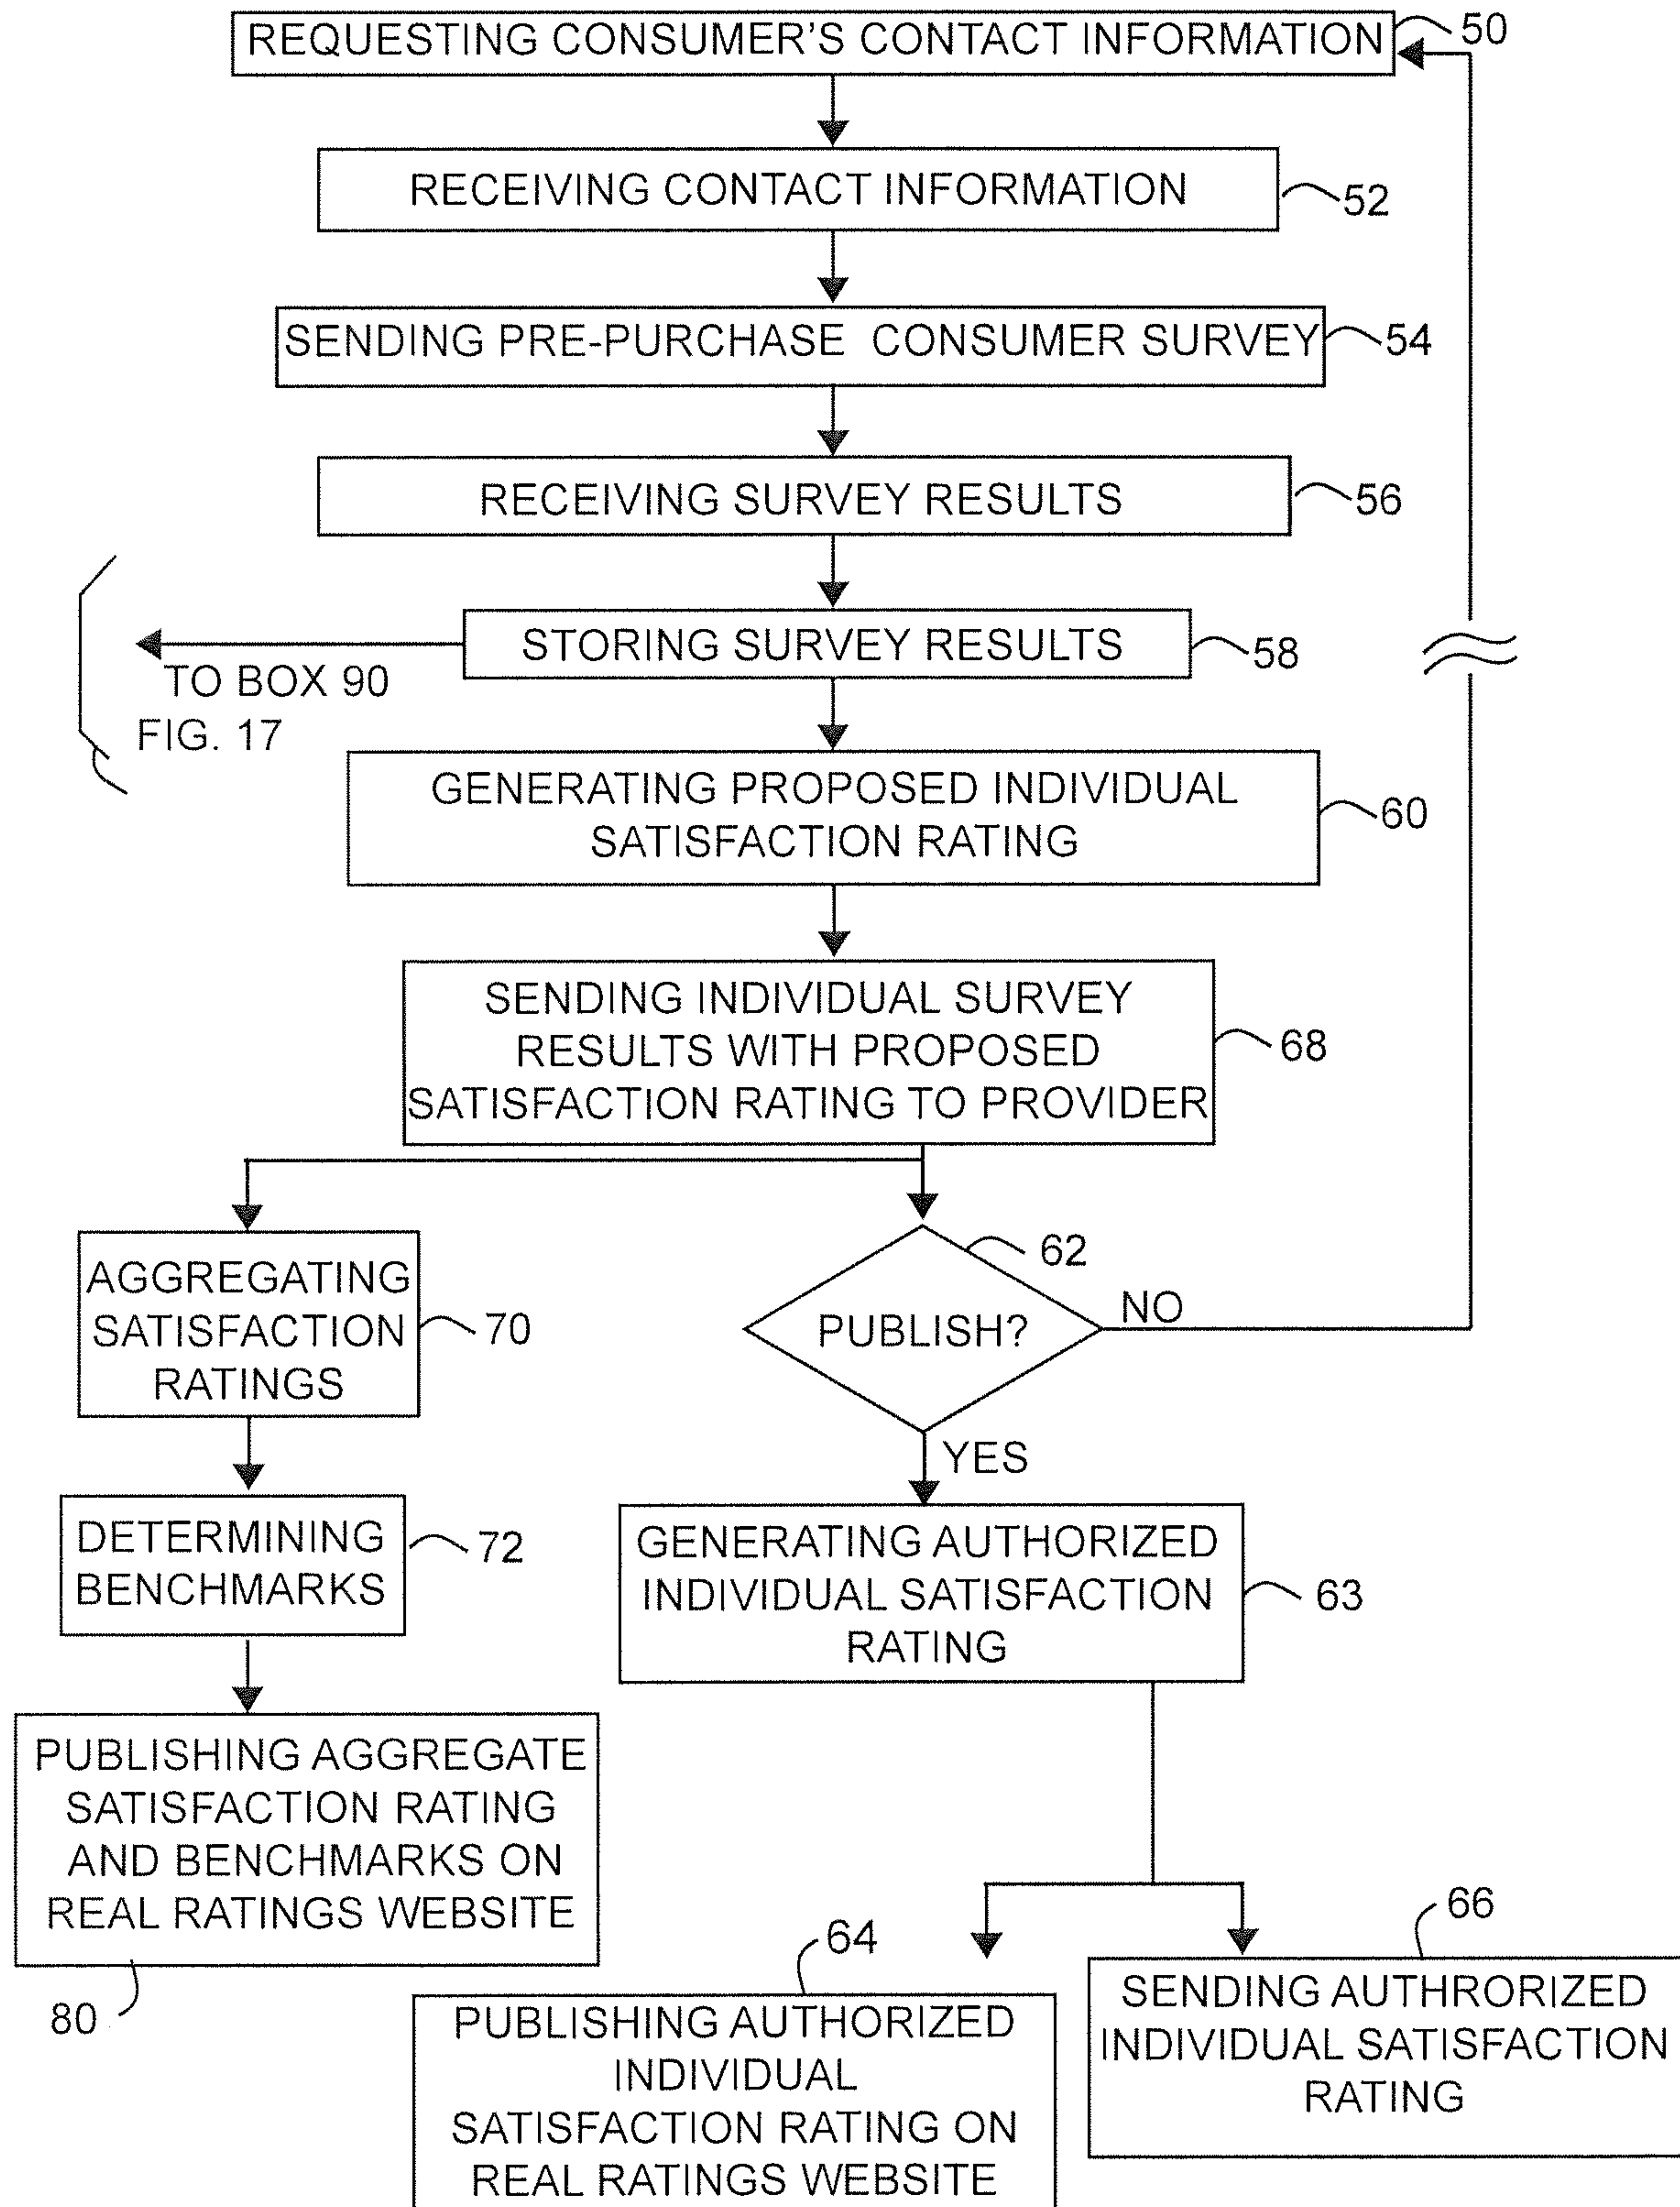 REQUESTING CONSUMER'S CONTACT INFORMATION
50
RECEIVING CONTACT INFORMATION
52
SENDING PRE-PURCHASE CONSUMER SURVEY
54
RECEIVING SURVEY RESULTS
56
STORING SURVEY RESULTS
58
TO BOX 90
FIG. 17
GENERATING PROPOSED INDIVIDUAL
SATISFACTION RATING
60
SENDING INDIVIDUAL SURVEY
RESULTS WITH PROPOSED
SATISFACTION RATING TO PROVIDER
68
AGGREGATING
SATISFACTION
RATINGS
70
62
PUBLISH?
NO
YES
DETERMINING
BENCHMARKS
72
GENERATING AUTHORIZED
INDIVIDUAL SATISFACTION
RATING
63
PUBLISHING AGGREGATE
SATISFACTION RATING
AND BENCHMARKS ON
REAL RATINGS WEBSITE
80
64
PUBLISHING AUTHORIZED
INDIVIDUAL
SATISFACTION RATING ON
REAL RATINGS WEBSITE
66
SENDING AUTHRORIZED
INDIVIDUAL SATISFACTION
RATING